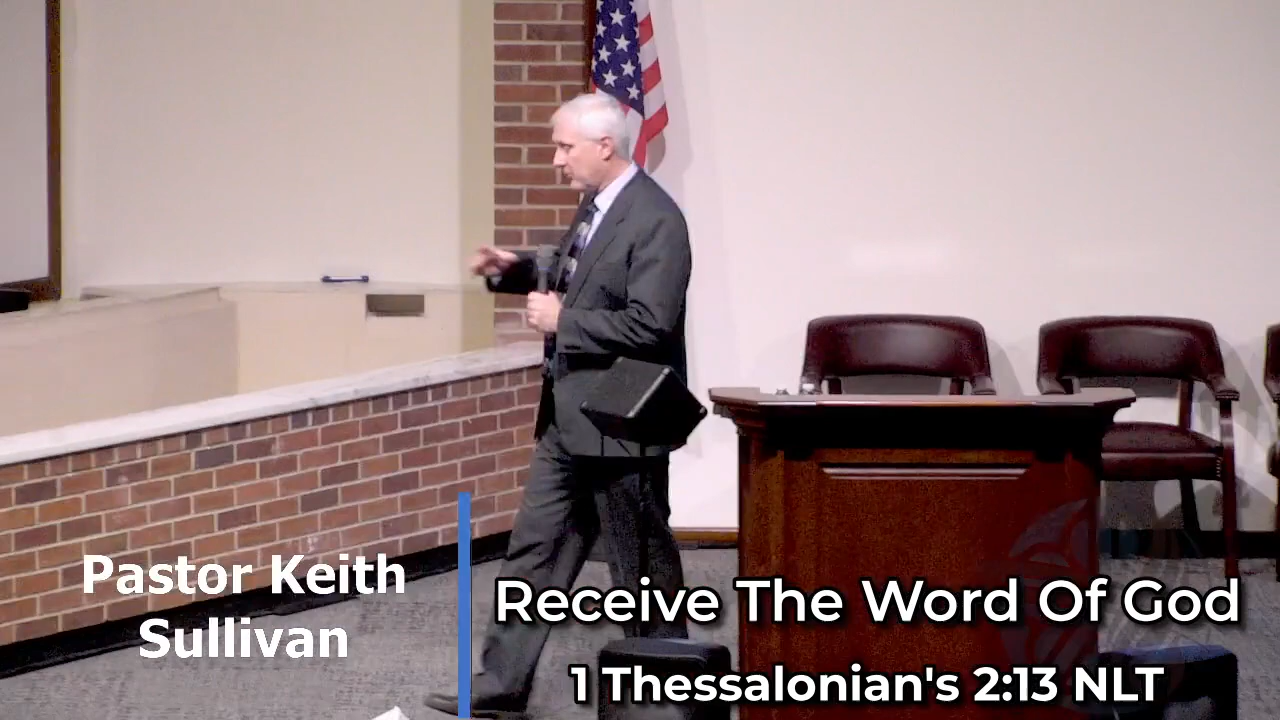 Pastor Keith
Sullivan
Receive The Word Of God
1 Thessalonian's 2:13 NLT